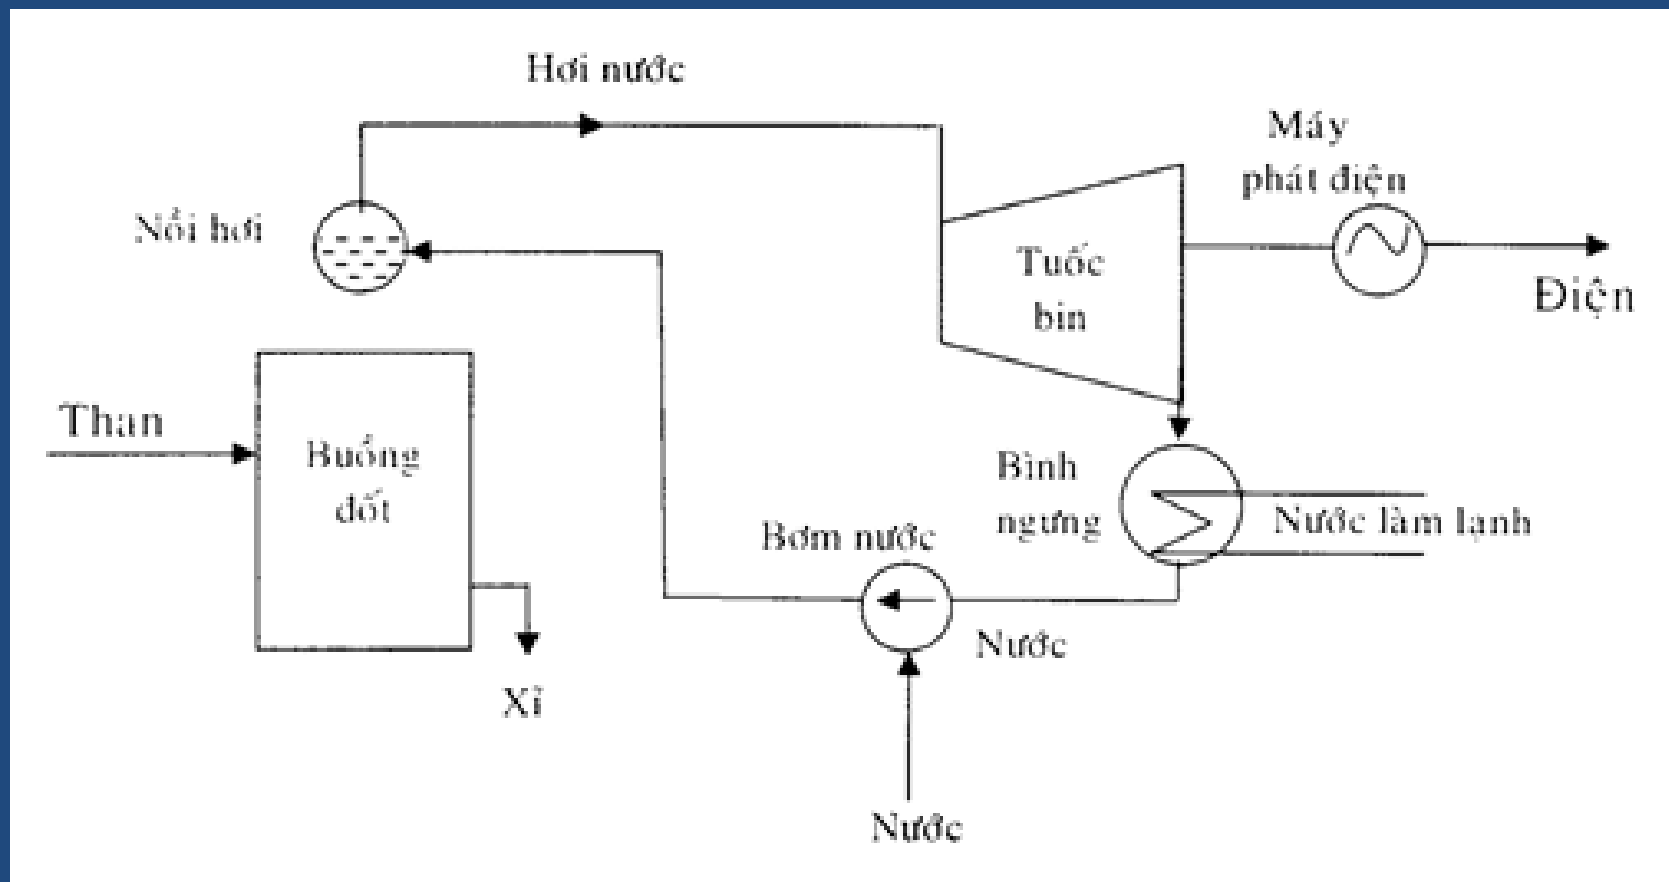 Hơi nước
Máy
phát điện
Nồi hơi
Tuốc
bin
Điện
Than
Buồng
đốt
Bình
ngưng
Nước làm lạnh
Bơm nước
Nước
Xỉ
Nước